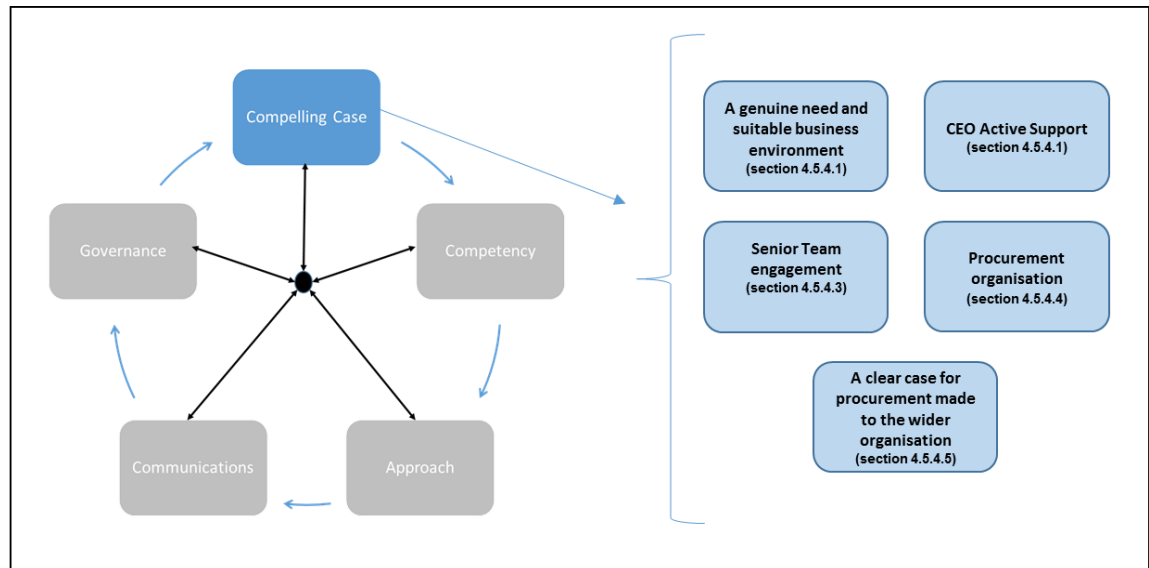 Compelling Case
Governance
Competency
Communications
Approach
A genuine need and
suitable business
environment
(section 4.5.4.1)
CEO Active Support
(section 4.5.4.1)
Senior Team
engagement
(section 4.5.4.3)
Procurement
organisation
(section 4.5.4.4)
A clear case for
procurement made
to the wider
organisation
(section 4.5.4.5)